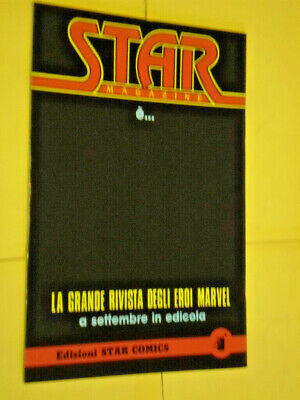 STAR
MAGAZINE
è...
LA GRANDE RIVISTA DEGLI EROI MARVEL
a settembre in edicola
Edizioni STAR COMICS